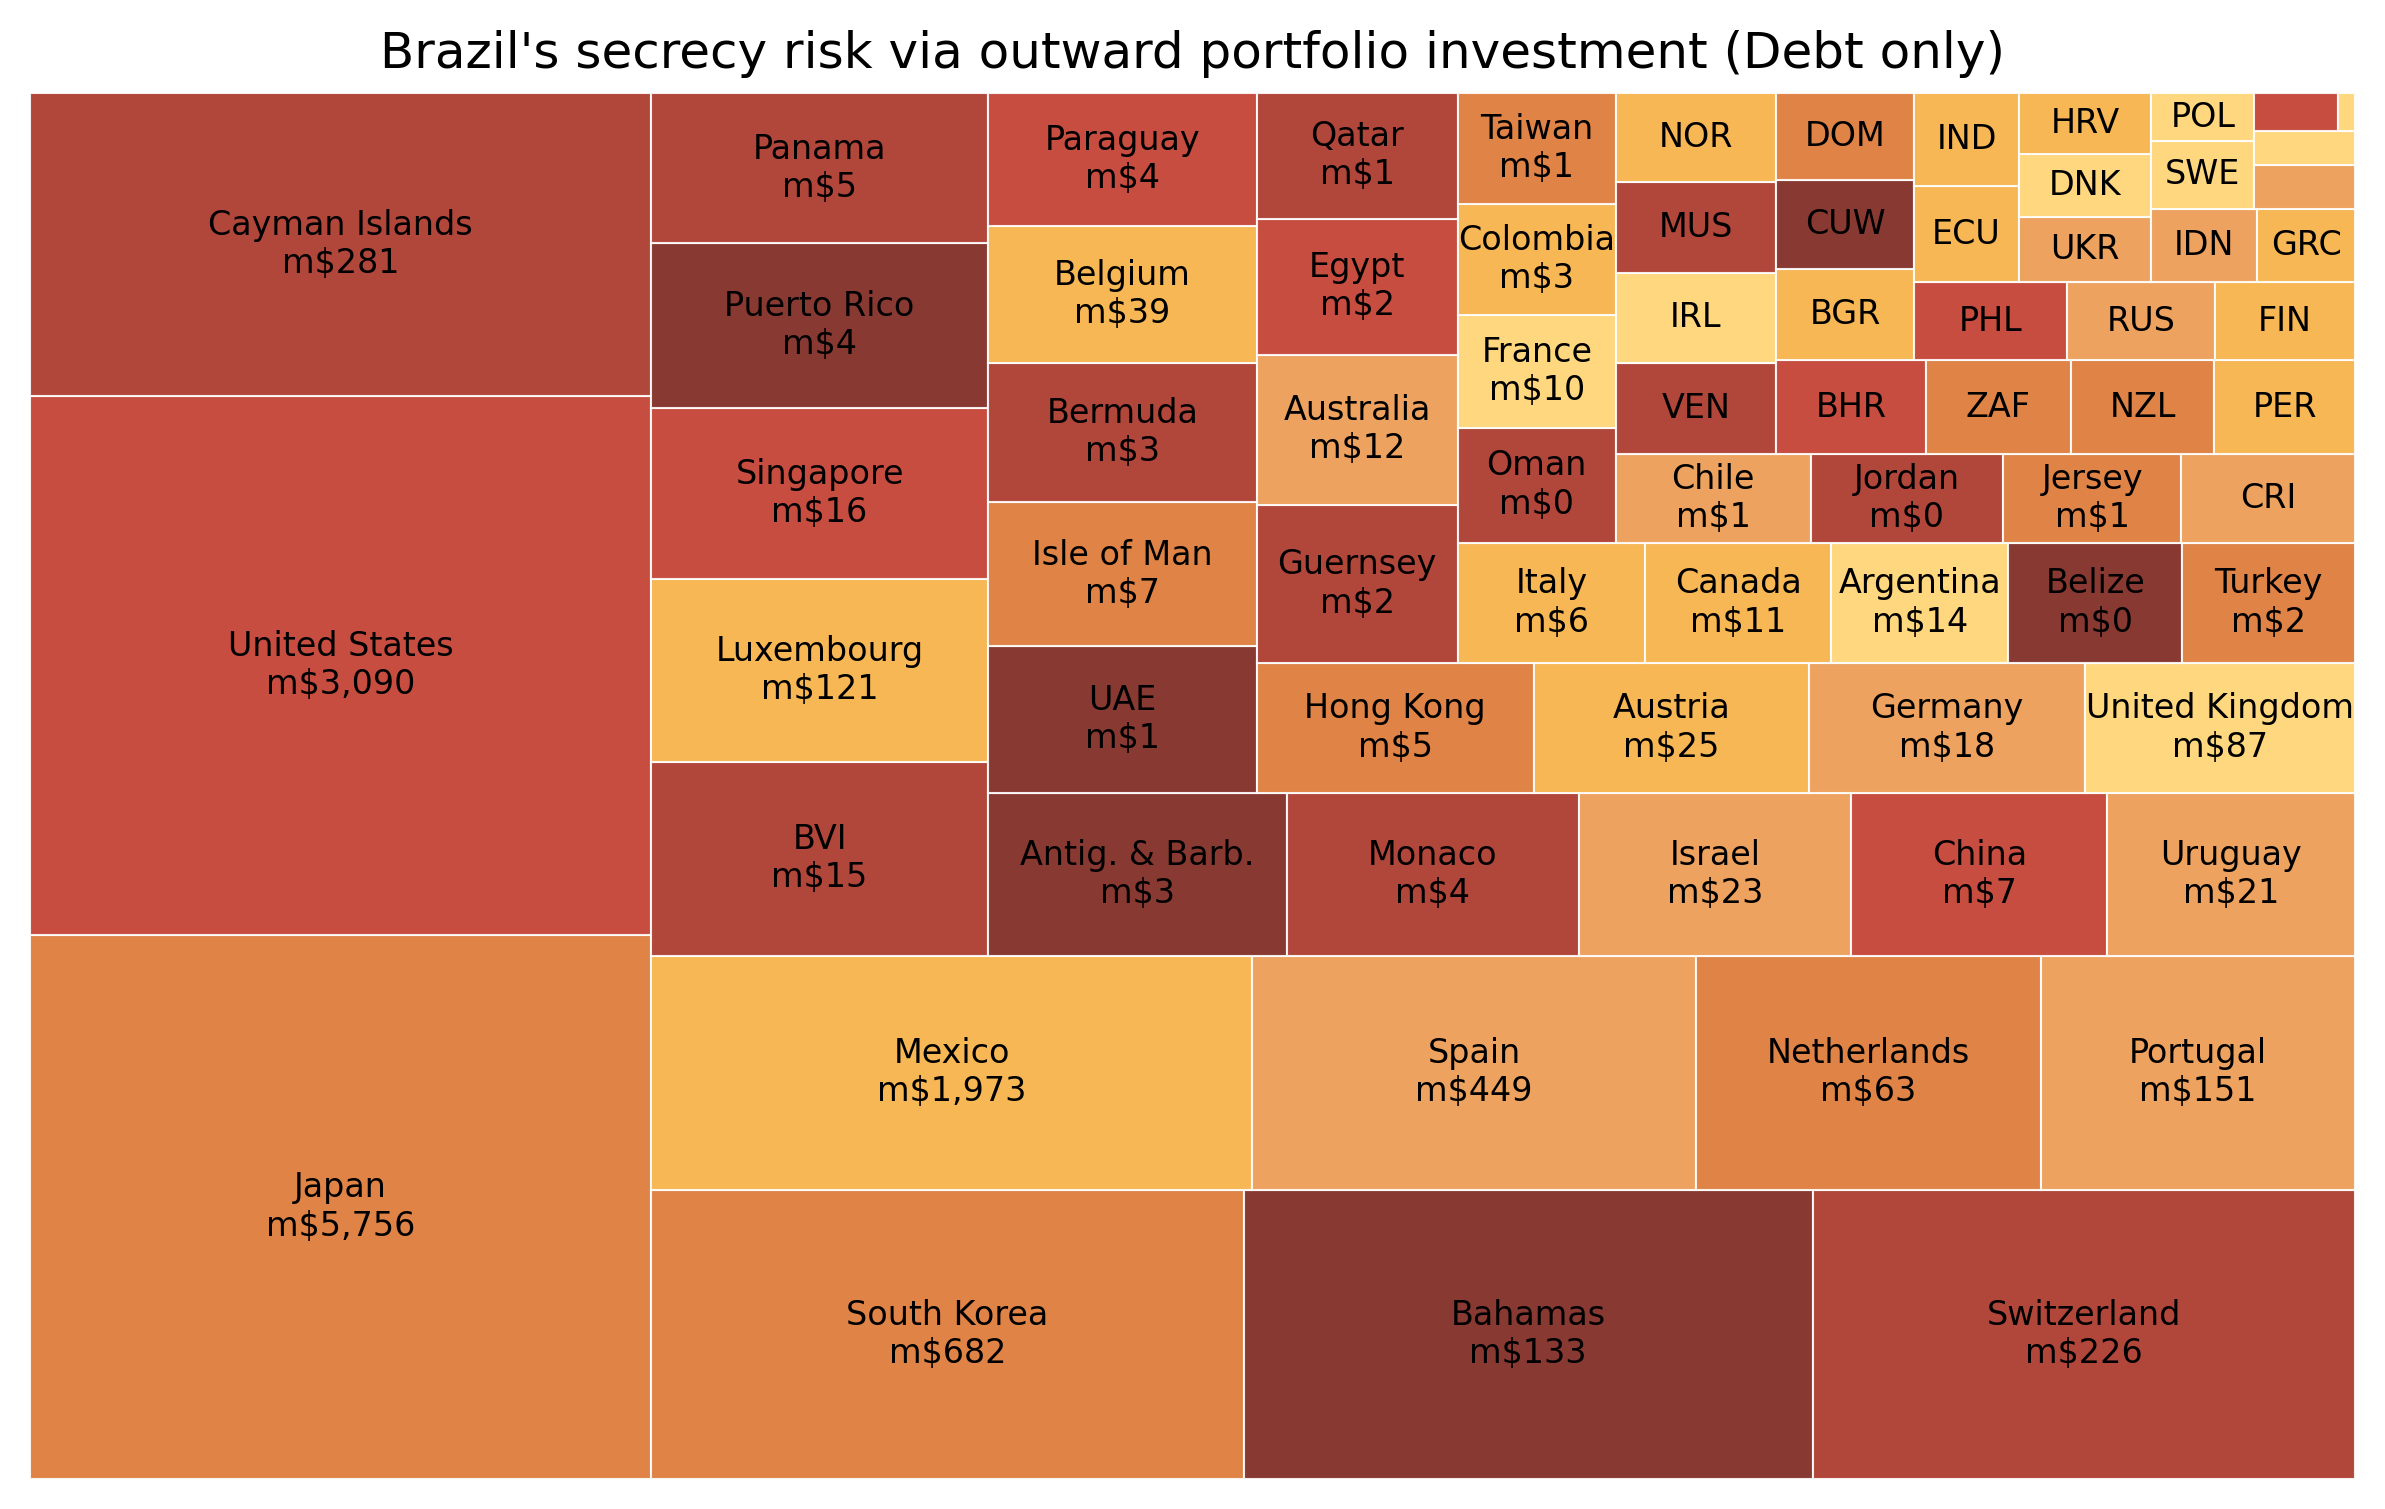 Brazil's secrecy risk via outward portfolio investment (Debt only)
Cayman Islands
m$281
United States
m$3,090
Japan
m$5,756
Panama
m$5
Puerto Rico
m$4
Singapore
m$16
Luxembourg
m$121
BVI
m$15
Paraguay
m$4
Belgium
m$39
Bermuda
m$3
Isle of Man
m$7
UAE
m$1
Qatar
m$1
Egypt
m$2
Australia
m$12
Guernsey
m$2
Taiwan
m$1
Colombia
m$3
France
m$10
Oman
m$0
NOR
MUS
IRL
VEN
DOM
CUW
BGR
IND
ECU
HRV
DNK
UKR
POL
SWE
IDN
GRC
PHL
RUS
FIN
BHR
ZAF
NZL
PER
Chile
m$1
Jordan
m$0
Jersey
m$1
CRI
Italy
m$6
Canada
m$11
Argentina
m$14
Belize
m$0
Turkey
m$2
Hong Kong
m$5
Austria
m$25
Germany
m$18
United Kingdom
m$87
Antig. & Barb.
m$3
Monaco
m$4
Israel
m$23
China
m$7
Uruguay
m$21
Mexico
m$1,973
Spain
m$449
Netherlands
m$63
Portugal
m$151
South Korea
m$682
Bahamas
m$133
Switzerland
m$226